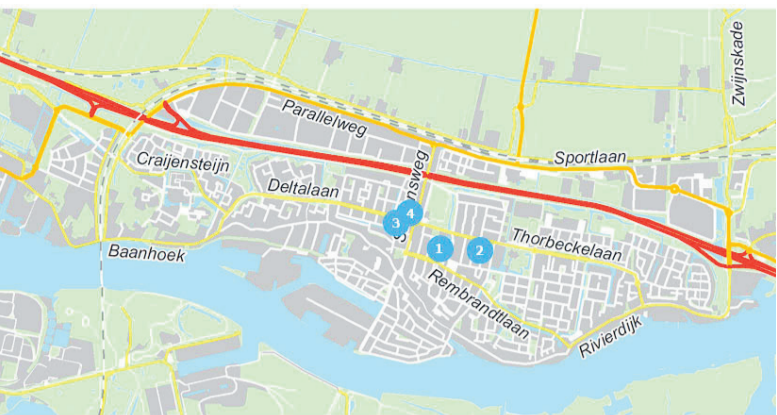 Zwijnskade
Parallelweg
Craijensteijn
Sportlaan
Deltalaan
3
4
1
2
Thorbeckelaan
Baanhoek
Rembrandtlaan
Rivierdijk